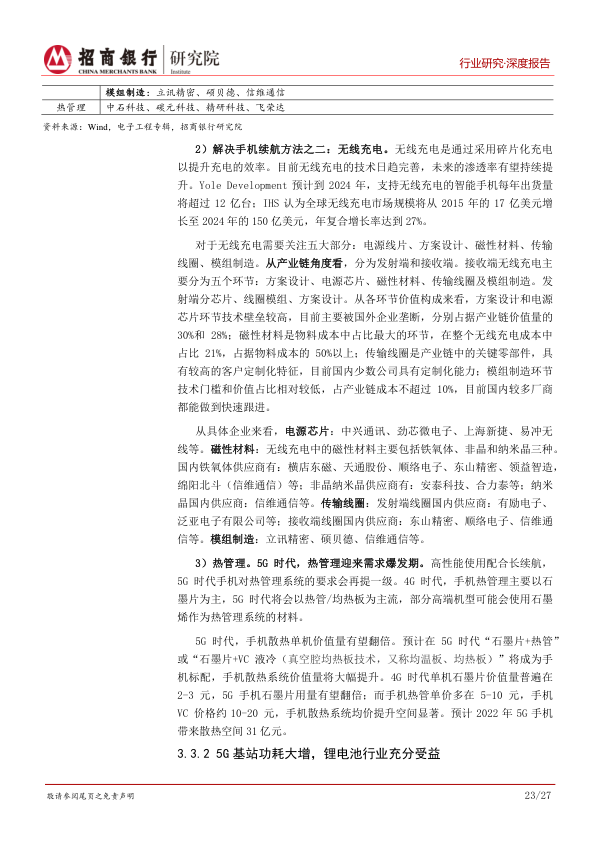 招商银行 研究院
CHINA MERCHANTS BANK Institute
行业研究·深度报告
模组制造：立讯精密、硕贝德、信维通信
热管理 中石科技、碳元科技、精研科技、飞荣达
资料来源：Wind，电子工程专辑，招商银行研究院
2）解决手机续航方法之二：无线充电。无线充电是通过采用碎片化充电
以提升充电的效率。目前无线充电的技术日趋完善，未来的渗透率有望持续提
升。Yole Development 预计到 2024 年，支持无线充电的智能手机每年出货量
将超过 12 亿台；IHS 认为全球无线充电市场规模将从 2015 年的 17 亿美元增
长至 2024 年的 150 亿美元，年复合增长率达到 27%。
对于无线充电需要关注五大部分：电源线片、方案设计、磁性材料、传输
线圈、模组制造。从产业链角度看，分为发射端和接收端。接收端无线充电主
要分为五个环节：方案设计、电源芯片、磁性材料、传输线圈及模组制造。发
射端分芯片、线圈模组、方案设计。从各环节价值构成来看，方案设计和电源
芯片环节技术壁垒较高，目前主要被国外企业垄断，分别占据产业链价值量的
30%和 28%；磁性材料是物料成本中占比最大的环节，在整个无线充电成本中
占比 21%，占据物料成本的 50%以上；传输线圈是产业链中的关键零部件，具
有较高的客户定制化特征，目前国内少数公司具有定制化能力；模组制造环节
技术门槛和价值占比相对较低，占产业链成本不超过 10%，目前国内较多厂商
都能做到快速跟进。
从具体企业来看，电源芯片：中兴通讯、劲芯微电子、上海新捷、易冲无
线等。磁性材料：无线充电中的磁性材料主要包括铁氧体、非晶和纳米晶三种。
国内铁氧体供应商有：横店东磁、天通股份、顺络电子、东山精密、领益智造，
绵阳北斗（信维通信）等；非晶纳米晶供应商有：安泰科技、合力泰等；纳米
晶国内供应商：信维通信等。传输线圈：发射端线圈国内供应商：有励电子、
泛亚电子有限公司等；接收端线圈国内供应商：东山精密、顺络电子、信维通
信等。模组制造：立讯精密、硕贝德、信维通信等。
3）热管理。5G 时代，热管理迎来需求爆发期。高性能使用配合长续航，
5G 时代手机对热管理系统的要求会再提一级。4G 时代，手机热管理主要以石
墨片为主，5G 时代将会以热管/均热板为主流，部分高端机型可能会使用石墨
烯作为热管理系统的材料。
5G 时代，手机散热单机价值量有望翻倍。预计在 5G 时代“石墨片+热管”
或“石墨片+VC 液冷（真空腔均热板技术，又称均温板、均热板）”将成为手
机标配，手机散热系统价值量将大幅提升。4G 时代单机石墨片价值量普遍在
2-3 元，5G 手机石墨片用量有望翻倍；而手机热管单价多在 5-10 元，手机
VC 价格约 10-20 元，手机散热系统均价提升空间显著。预计 2022 年 5G 手机
带来散热空间 31 亿元。
3.3.2 5G 基站功耗大增，锂电池行业充分受益
敬请参阅尾页之免责声明
23/27